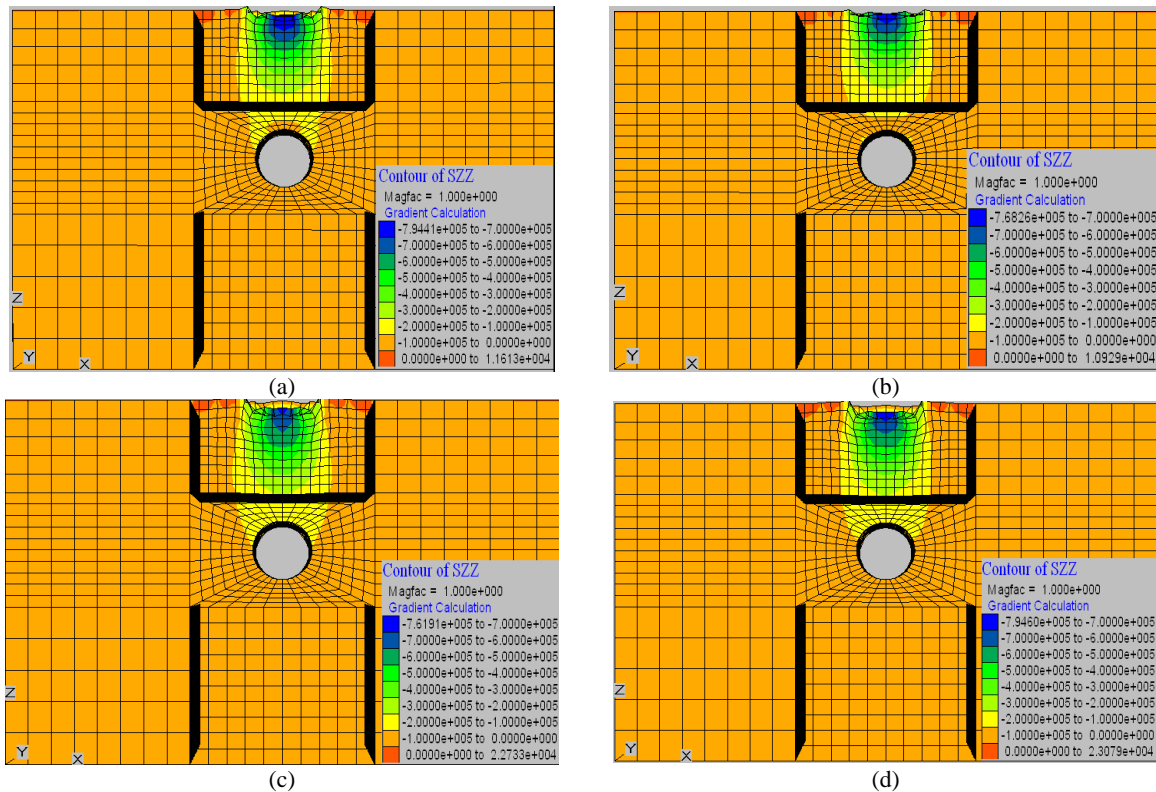 Contour of SZZ
Magfac = 1.000e+000
Gradient Calculation
-7.9441e+005 to -7.0000e+005
-7.0000e+005 to -6.0000e+005
-6.0000e+005 to -5.0000e+005
-5.0000e+005 to -4.0000e+005
-4.0000e+005 to -3.0000e+005
-3.0000e+005 to -2.0000e+005
-2.0000e+005 to -1.0000e+005
-1.0000e+005 to 0.0000e+000
0.0000e+000 to 1.1613e+004
Z
Y
X
(a)
Contour of SZZ
Magfac = 1.000e+000
Gradient Calculation
-7.6826e+005 to -7.0000e+005
-7.0000e+005 to -6.0000e+005
-6.0000e+005 to -5.0000e+005
-5.0000e+005 to -4.0000e+005
-4.0000e+005 to -3.0000e+005
-3.0000e+005 to -2.0000e+005
-2.0000e+005 to -1.0000e+005
-1.0000e+005 to 0.0000e+000
0.0000e+000 to 1.0929e+004
Z
Y
X
(b)
Contour of SZZ
Magfac = 1.000e+000
Gradient Calculation
-7.6191e+005 to -7.0000e+005
-7.0000e+005 to -6.0000e+005
-6.0000e+005 to -5.0000e+005
-5.0000e+005 to -4.0000e+005
-4.0000e+005 to -3.0000e+005
-3.0000e+005 to -2.0000e+005
-2.0000e+005 to -1.0000e+005
-1.0000e+005 to 0.0000e+000
0.0000e+000 to 2.2733e+004
Z
Y
X
(c)
Contour of SZZ
Magfac = 1.000e+000
Gradient Calculation
-7.9460e+005 to -7.0000e+005
-7.0000e+005 to -6.0000e+005
-6.0000e+005 to -5.0000e+005
-5.0000e+005 to -4.0000e+005
-4.0000e+005 to -3.0000e+005
-3.0000e+005 to -2.0000e+005
-2.0000e+005 to -1.0000e+005
-1.0000e+005 to 0.0000e+000
0.0000e+000 to 2.3079e+004
Z
Y
X
(d)